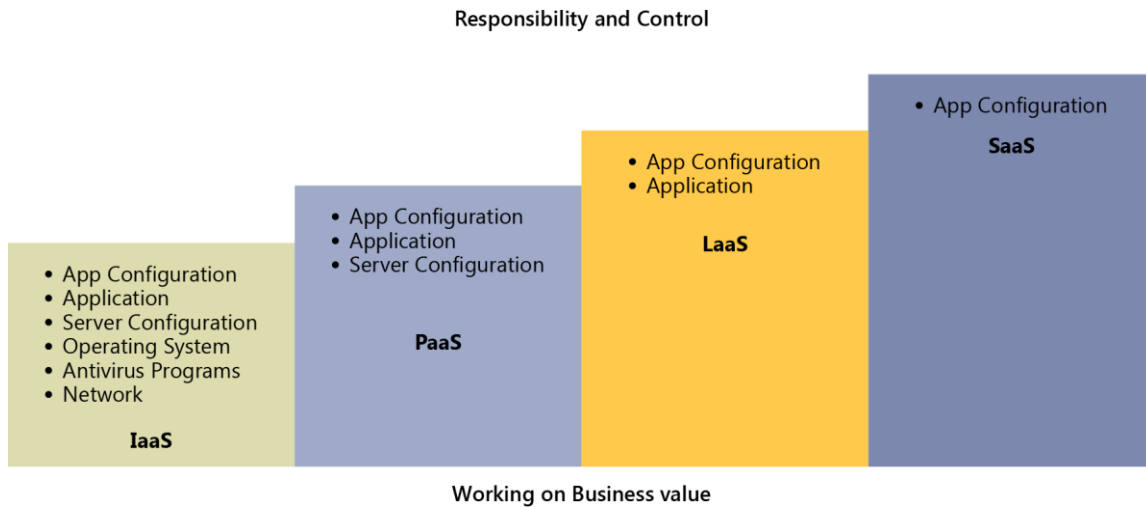 Responsibility and Control
• App Configuration
• Application
• Server Configuration
• Operating System
• Antivirus Programs
• Network
IaaS
• App Configuration
• Application
• Server Configuration
PaaS
• App Configuration
• Application
LaaS
• App Configuration
SaaS
Working on Business value